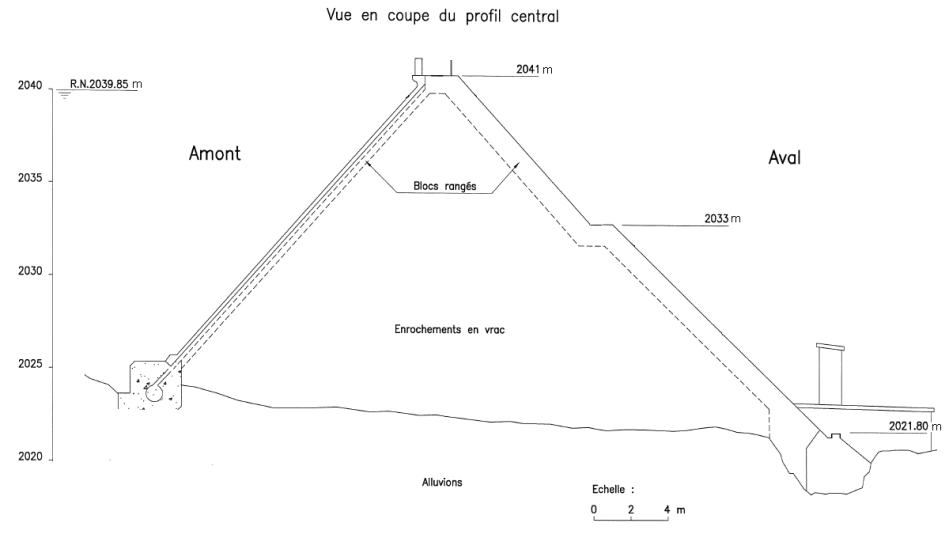 Vue en coupe du profil central
2041 m
2040
R.N.2039.85 m
Amont
Aval
2035
Blocs rangés
2033 m
2030
Enrochements en vrac
2025
2021.80 m
2020
Alluvions
Echelle :
0 2 4 m